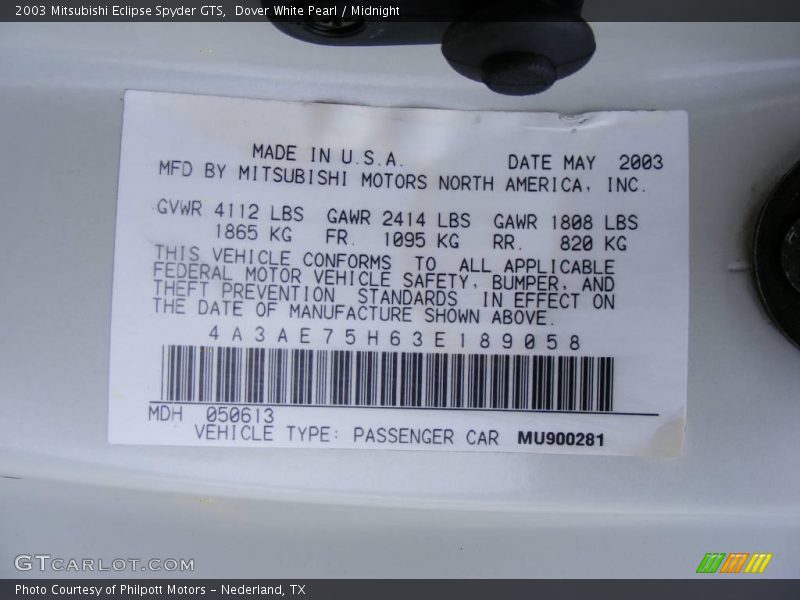 2003 Mitsubishi Eclipse Spyder GTS,  Dover White Pearl / Midnight
MADE IN U.S.A.   DATE MAY 2003
MFD BY MITSUBISHI MOTORS NORTH AMERICA, INC.
GVWR 4112 LBS  GAWR 2414 LBS  GAWR 1808 LBS
1865 KG  FR.  1095 KG  RR.  820 KG
THIS VEHICLE CONFORMS TO ALL APPLICABLE
FEDERAL MOTOR VEHICLE SAFETY, BUMPER, AND
THEFT PREVENTION STANDARDS IN EFFECT ON
THE DATE OF MANUFACTURE SHOWN ABOVE.
4A3AE75H63E189058
MDH 050613
VEHICLE TYPE: PASSENGER CAR MU900281
GTCARLOT.COM
Photo Courtesy of Philpott Motors - Nederland, TX